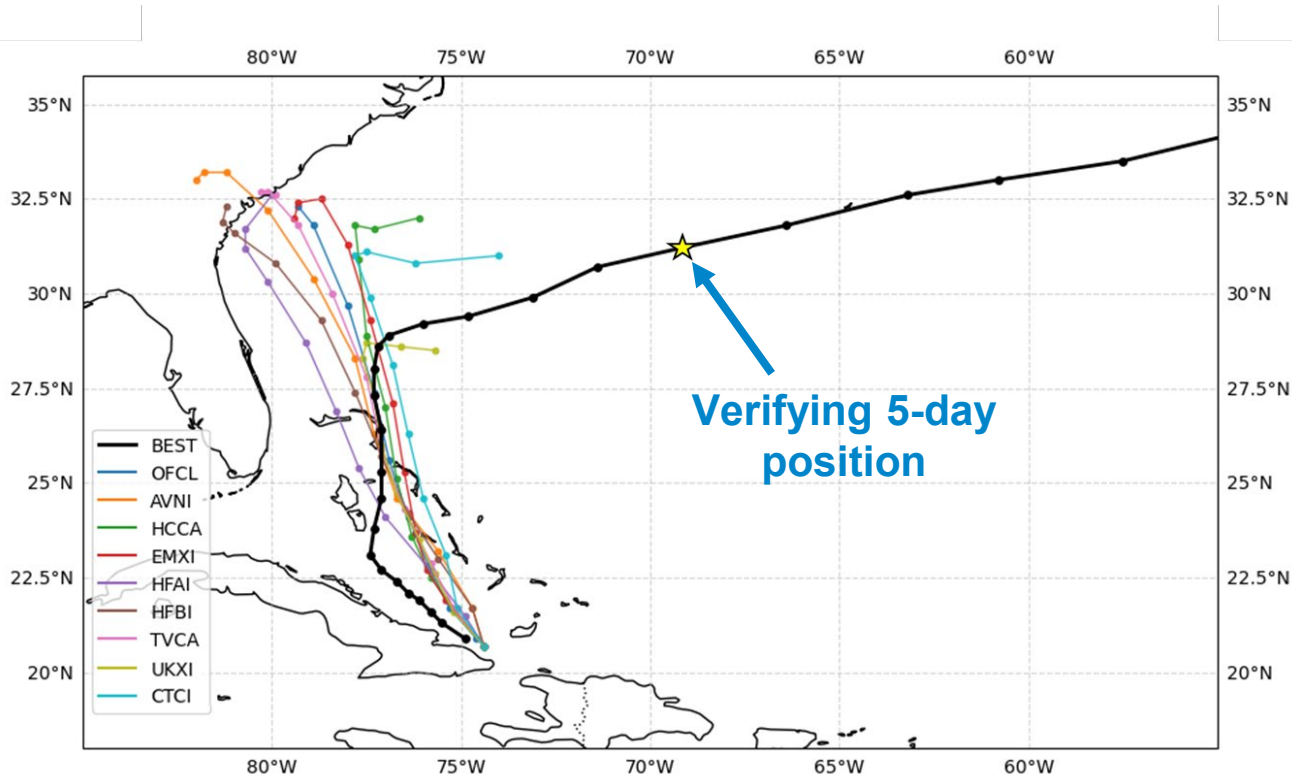 80°W 75°W 70°W 65°W 60°W
35°N 35°N
32.5°N 32.5°N
30°N 30°N
27.5°N 27.5°N
Verifying 5-day
position
BEST
OFCL
AVNI
HCCA
EMXI
HFAI
HFBI
TVCA
UKXI
CTCI
25°N 25°N
22.5°N 22.5°N
20°N 20°N
80°W 75°W 70°W 65°W 60°W